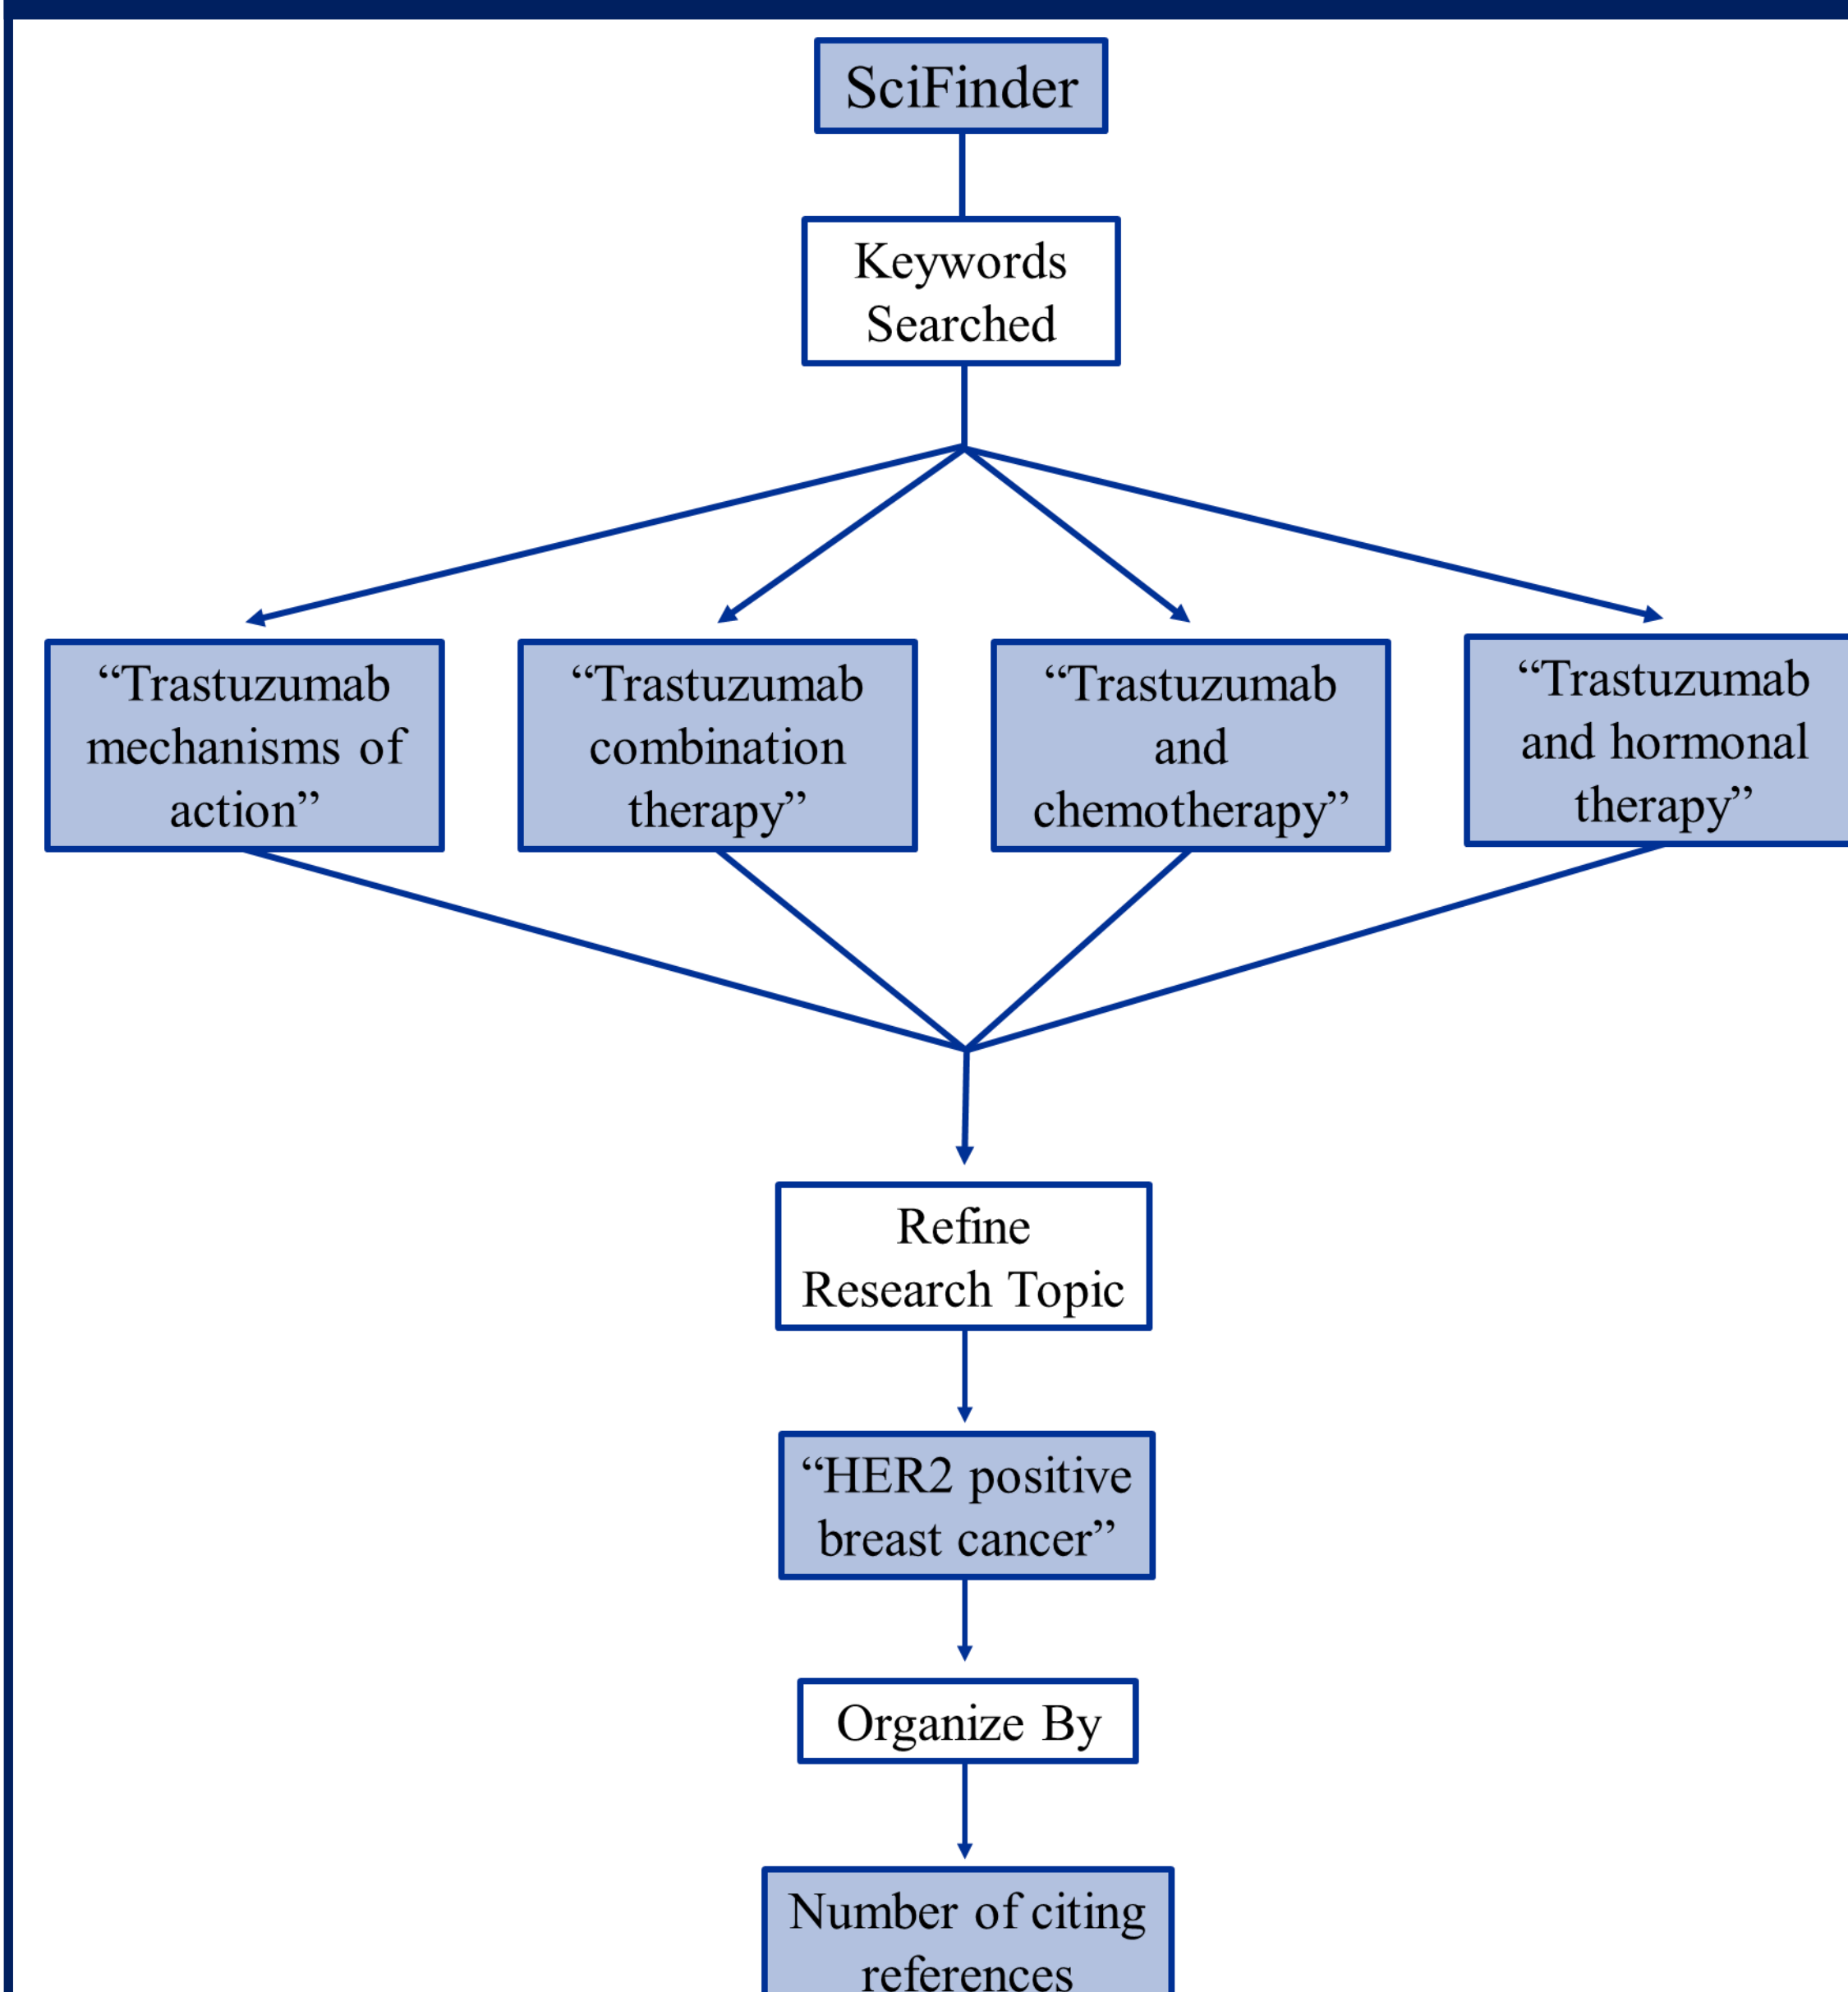 SciFinder
Keywords
Searched
“Trastuzumab
mechanisms of
action”
“Trastuzumab
combination
therapy”
“Trastuzumab
and
chemotherapy”
“Trastuzumab
and hormonal
therapy”
Refine
Research Topic
“HER2 positive
breast cancer”
Organize By
Number of citing
references